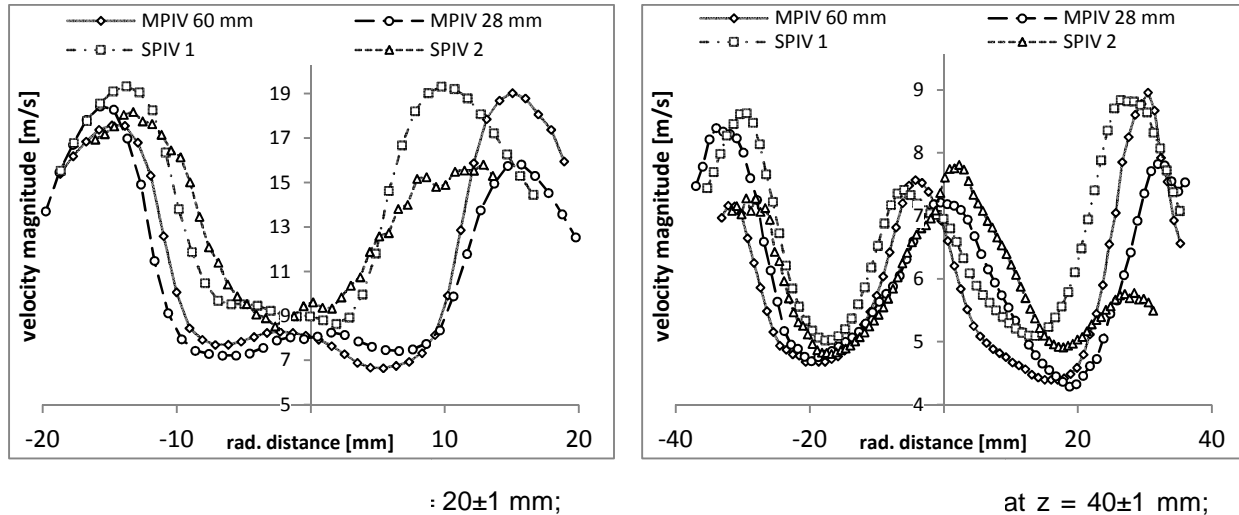 MPIV 60 mm
MPIV 28 mm
SPIV 1
SPIV 2
velocity magnitude [m/s]
19
17
15
13
11
9
7
5
-20
-10
10
20
rad. distance [mm]
MPIV 60 mm
MPIV 28 mm
SPIV 1
SPIV 2
velocity magnitude [m/s]
9
8
7
6
5
4
-40
-20
20
40
rad. distance [mm]
= 20±1 mm;
at z = 40±1 mm;